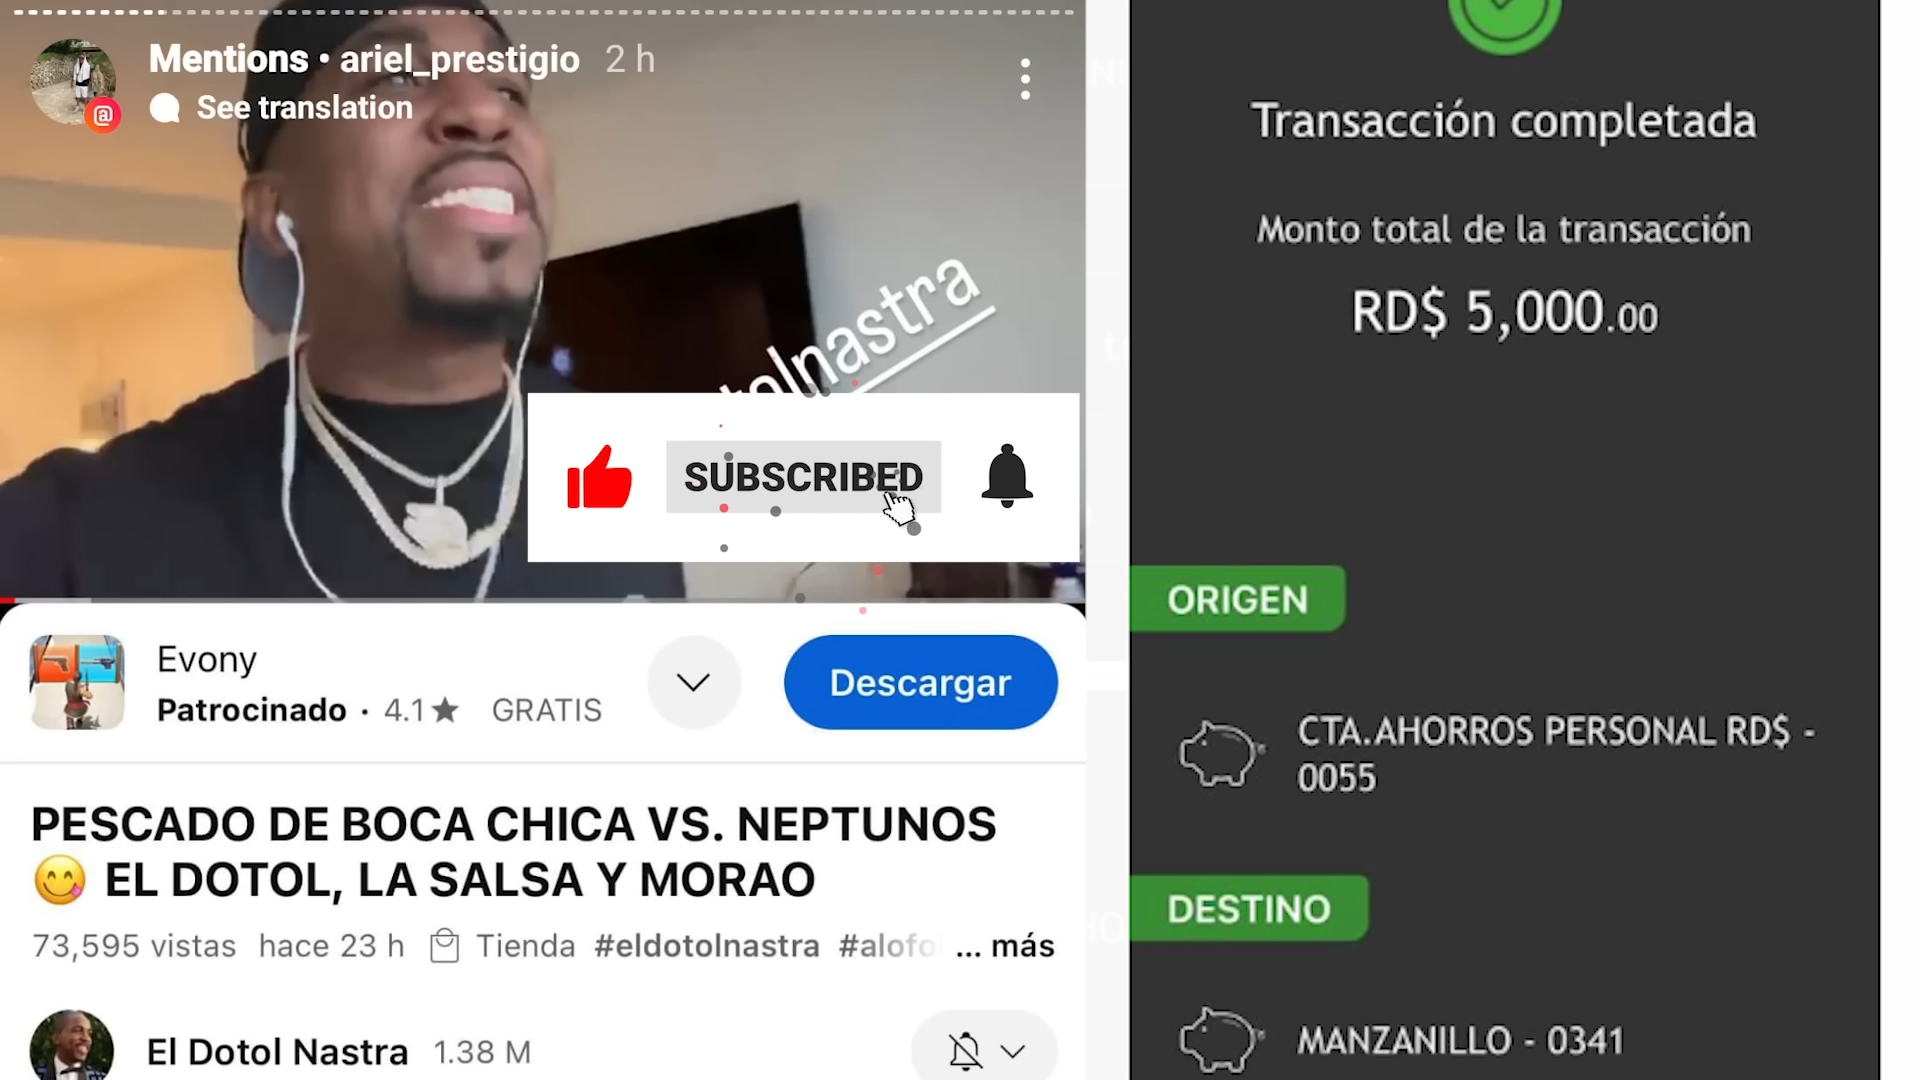 Mentions • ariel_prestigio 2 h
See translation
SUBSCRIBED
Evony
Patrocinado · 4.1★ GRATIS
Descargar
PESCADO DE BOCA CHICA VS. NEPTUNOS
😋 EL DOTOL, LA SALSA Y MORAO
73,595 vistas hace 23 h Tienda #eldotolnastra #alofo ... más
El Dotol Nastra 1.38 M
Transacción completada
Monto total de la transacción
RD$ 5,000.00
ORIGEN
CTA.AHORROS PERSONAL RD$ -
0055
DESTINO
MANZANILLO - 0341